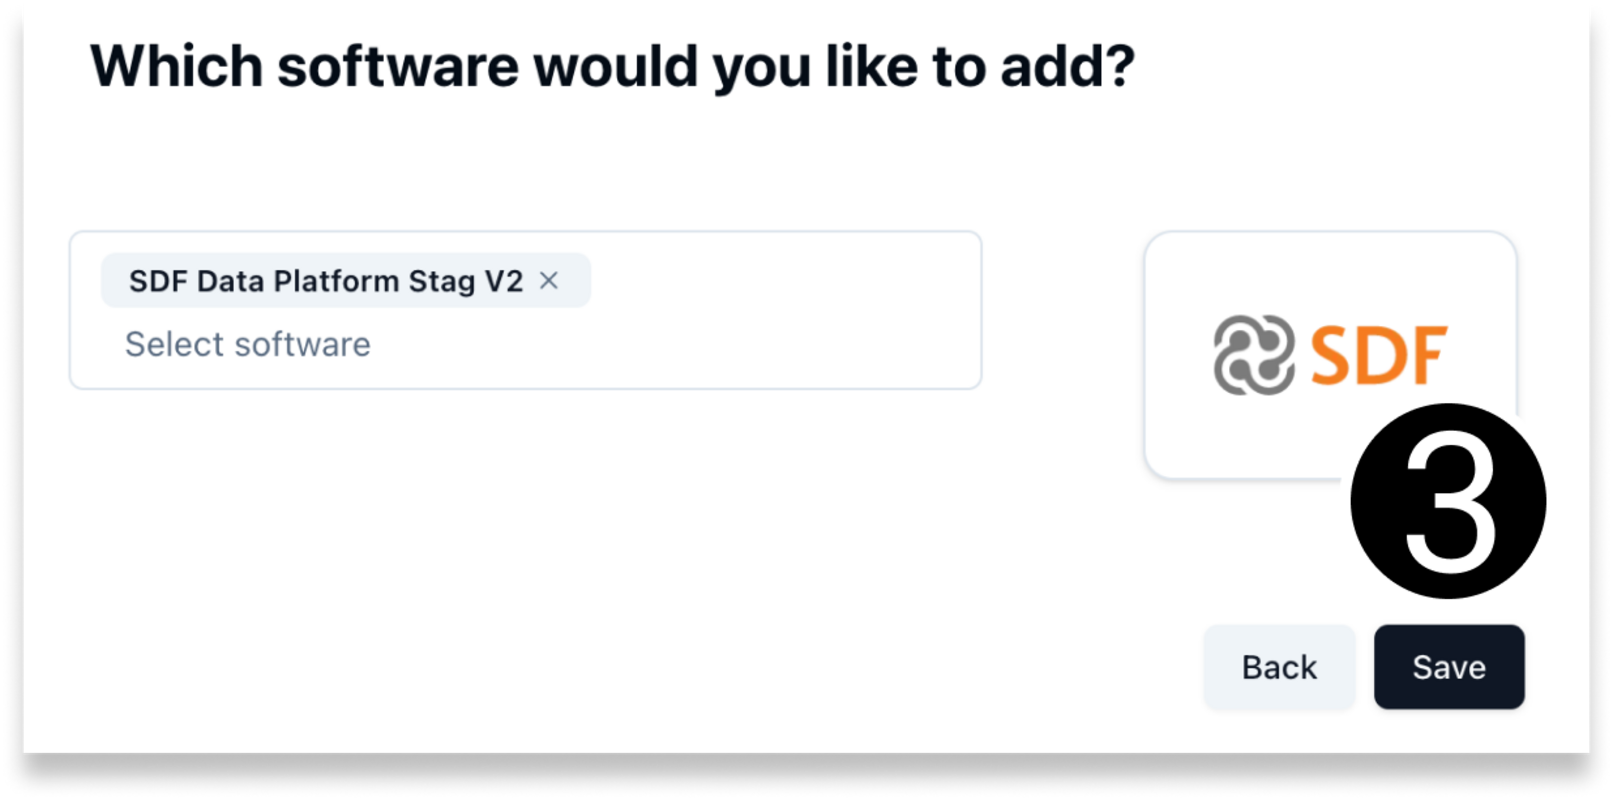 Which software would you like to add?
SDF Data Platform Stag V2 ×
Select software
SDF
3
Back
Save